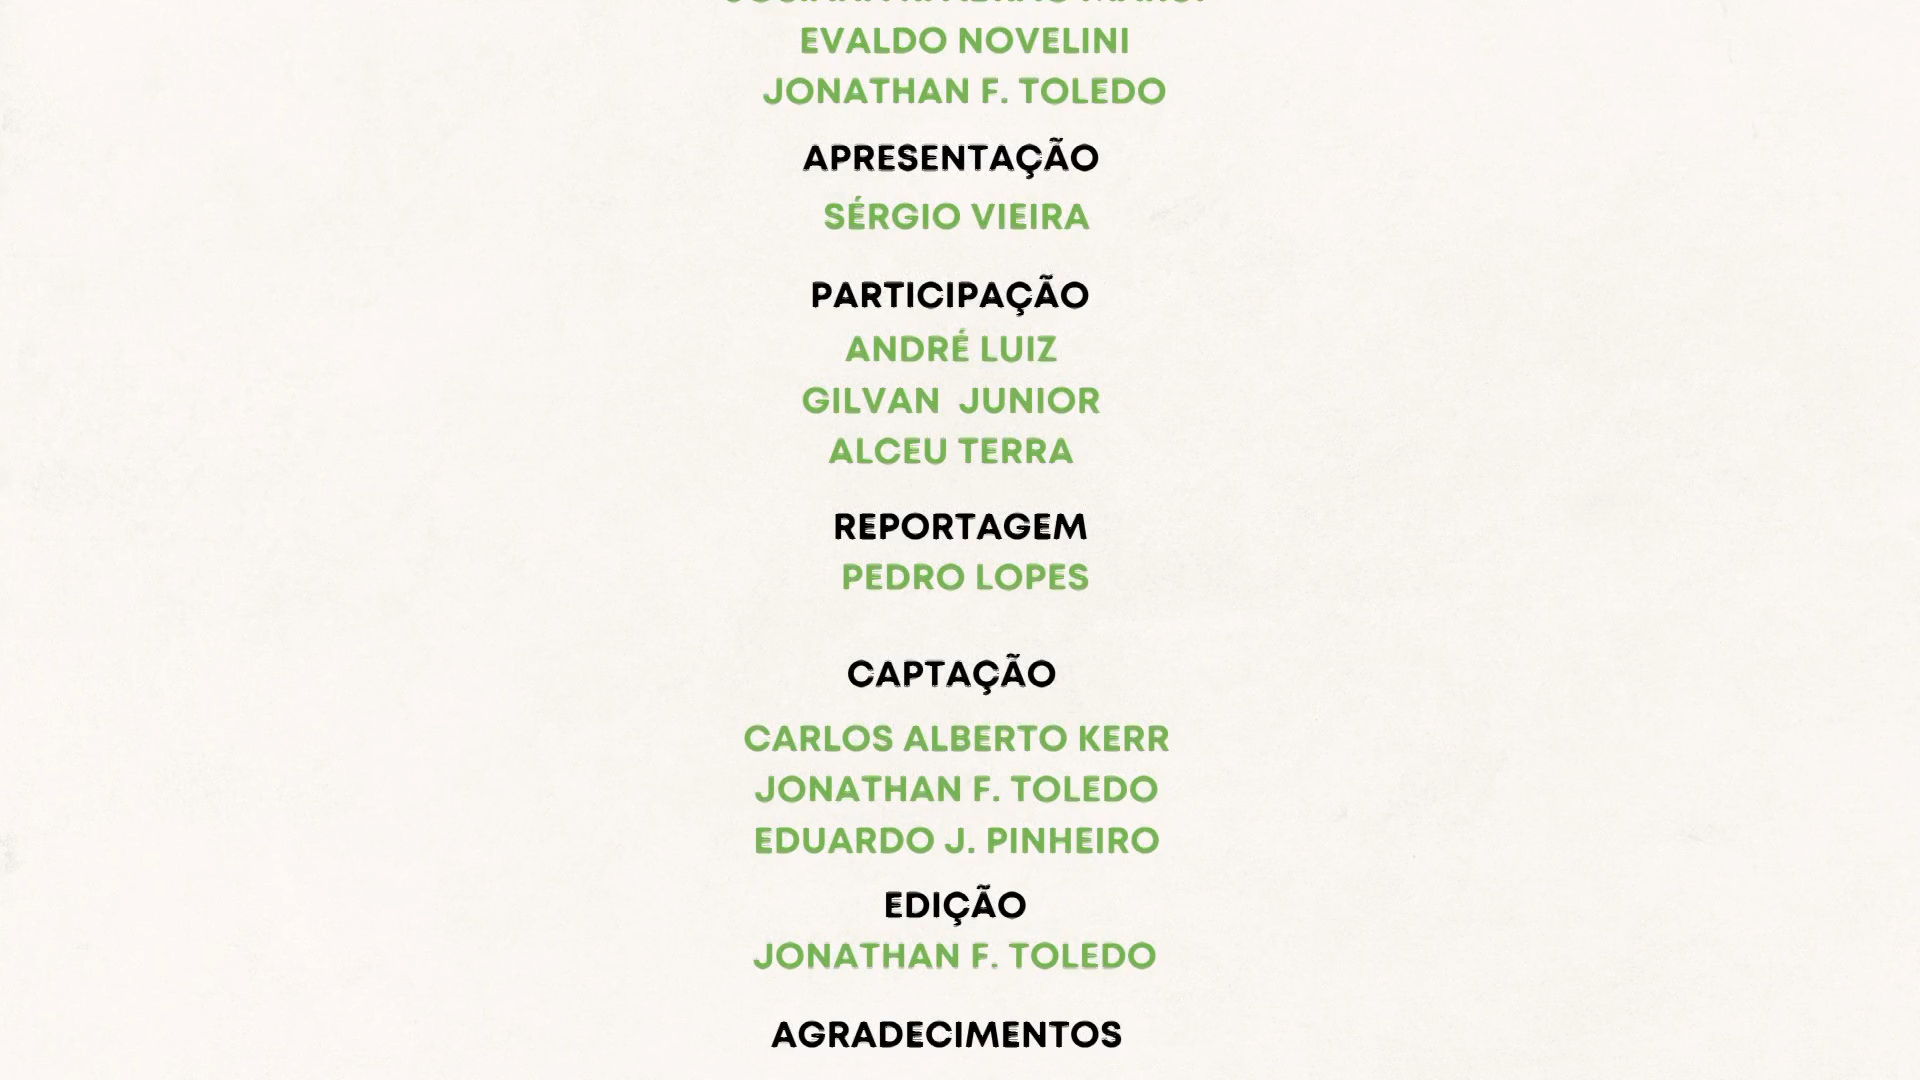 EVALDO NOVELINI
JONATHAN F. TOLEDO
APRESENTAÇÃO
SÉRGIO VIEIRA
PARTICIPAÇÃO
ANDRÉ LUIZ
GILVAN  JUNIOR
ALCEU TERRA
REPORTAGEM
PEDRO LOPES
CAPTAÇÃO
CARLOS ALBERTO KERR
JONATHAN F. TOLEDO
EDUARDO J. PINHEIRO
EDIÇÃO
JONATHAN F. TOLEDO
AGRADECIMENTOS